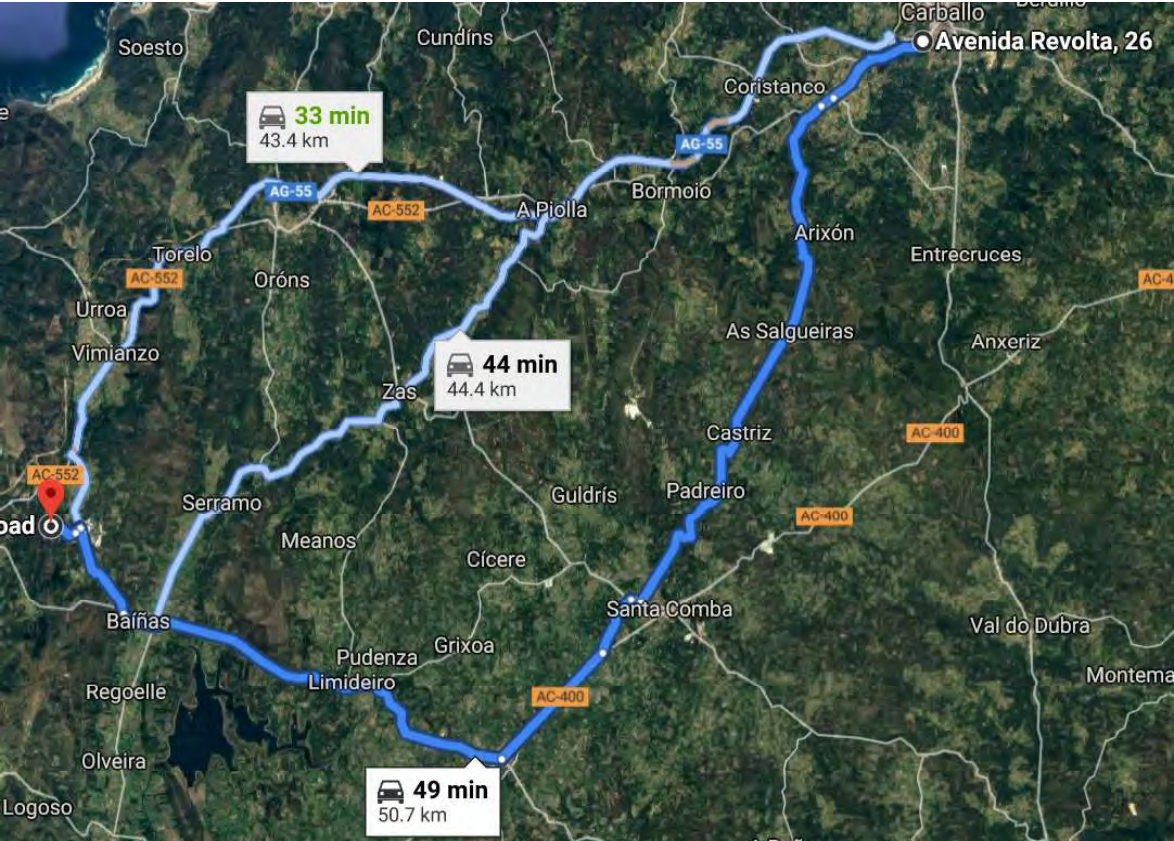 Carballo
Soesto
Cundíns
Avenida Revolta, 26
Coristanco
33 min
43.4 km
AG-55
Bormoio
AG-55
AC-552
A Piolla
Arixón
Torelo
Entrecruces
AC-552
Oróns
AC-4
Urroa
As Salgueiras
Anxeriz
Vimianzo
44 min
44.4 km
Zas
Castriz
AC-400
AC-552
Padreiro
Guldrís
Serramo
AC-400
oad
Meanos
Cícere
Santa Comba
Baíñas
Val do Dubra
Grixoa
Pudenza
Limideiro
Montema
Regoelle
AC-400
Olveira
49 min
50.7 km
Logoso